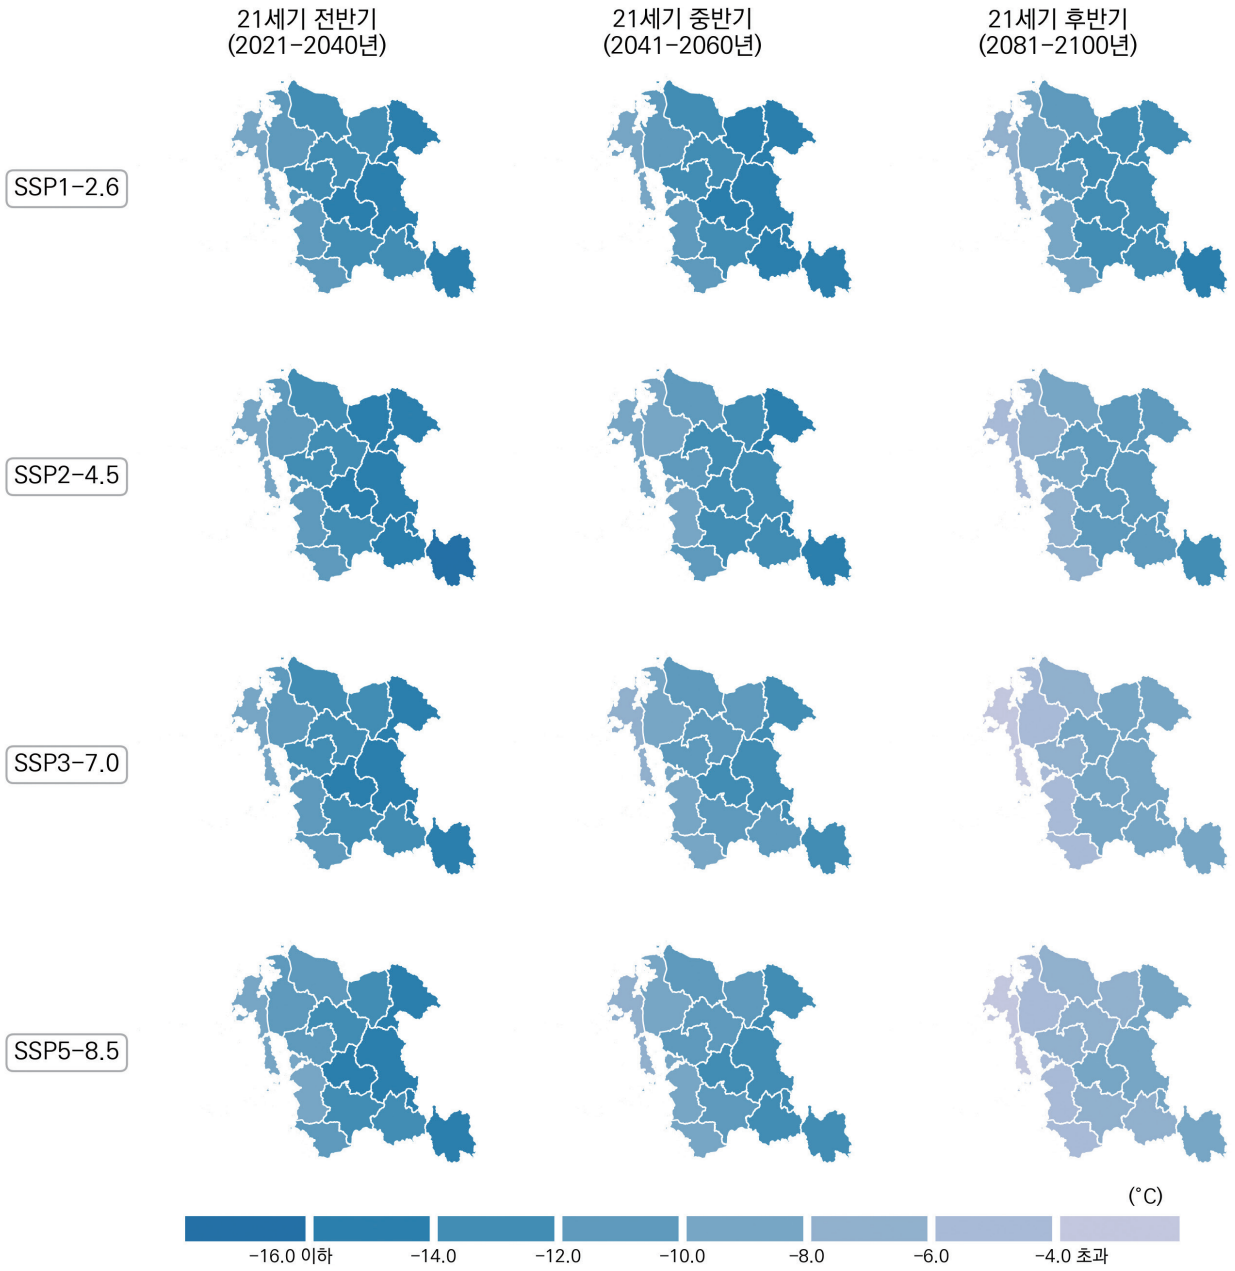 21세기 전반기
(2021-2040년)
21세기 중반기
(2041-2060년)
21세기 후반기
(2081-2100년)
SSP1-2.6
SSP2-4.5
SSP3-7.0
SSP5-8.5
(°C)
-16.0 이하
-14.0
-12.0
-10.0
-8.0
-6.0
-4.0 초과